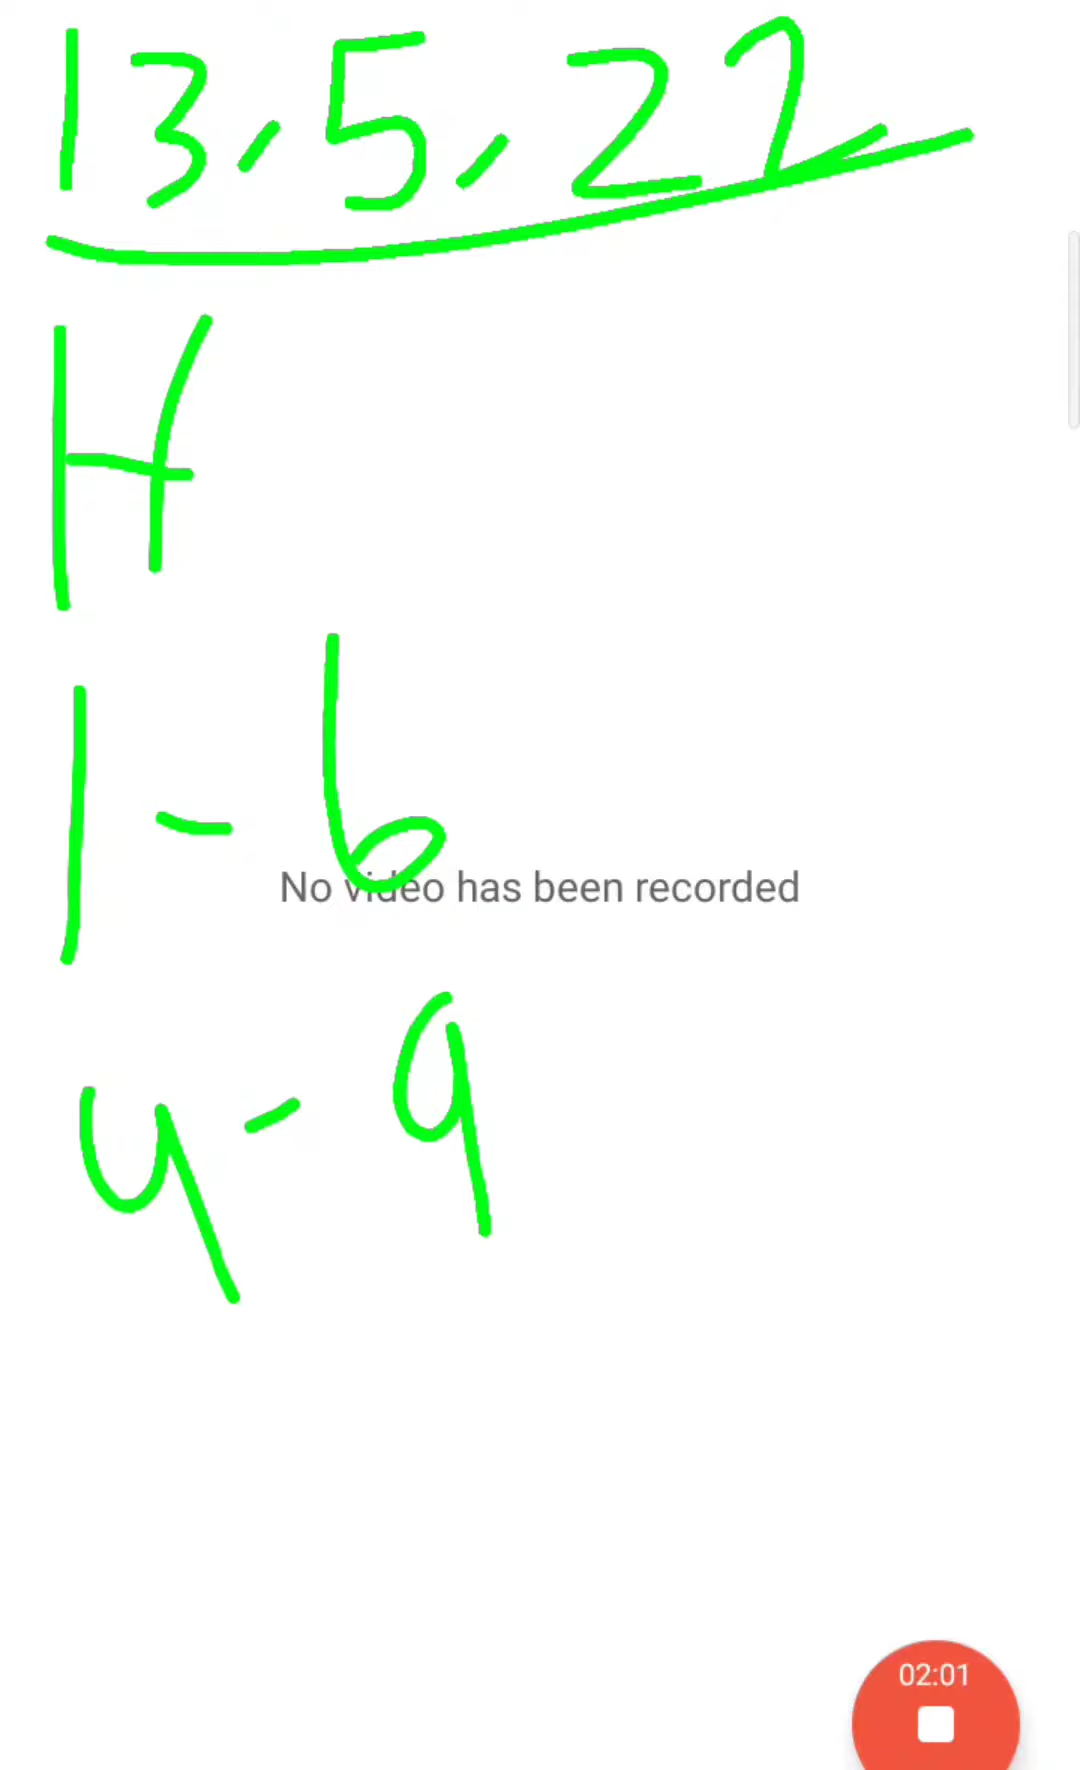 13,5,22
H
1-6
No video has been recorded
4-9
02:01